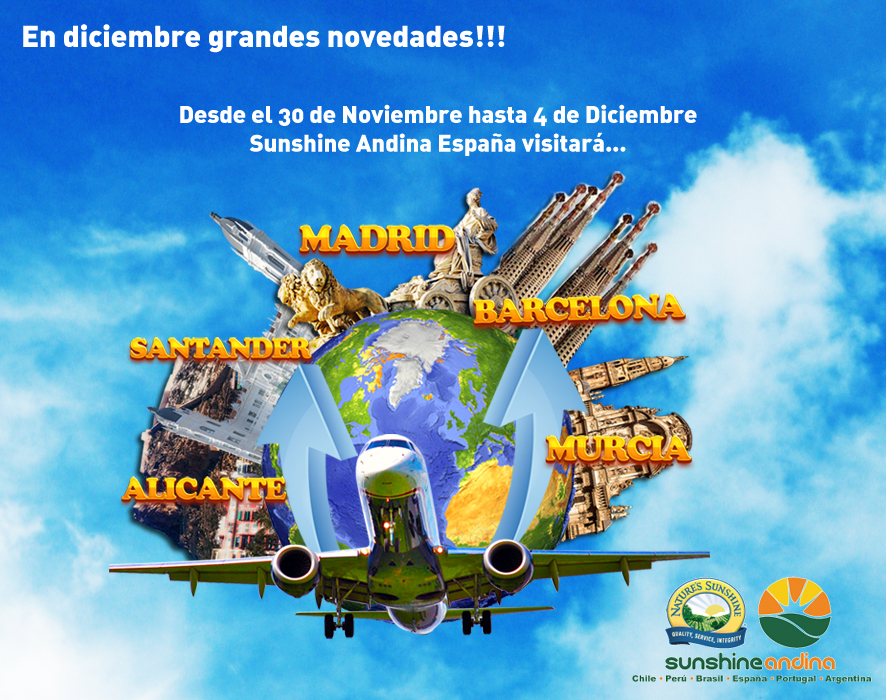 En diciembre grandes novedades!!!
Desde el 30 de Noviembre hasta 4 de Diciembre
Sunshine Andina España visitará...
MADRID
BARCELONA
SANTANDER
MURCIA
ALICANTE
NATURE'S SUNSHINE
QUALITY, SERVICE, INTEGRITY
sunshineandina
Chile • Perú • Brasil • España • Portugal • Argentina